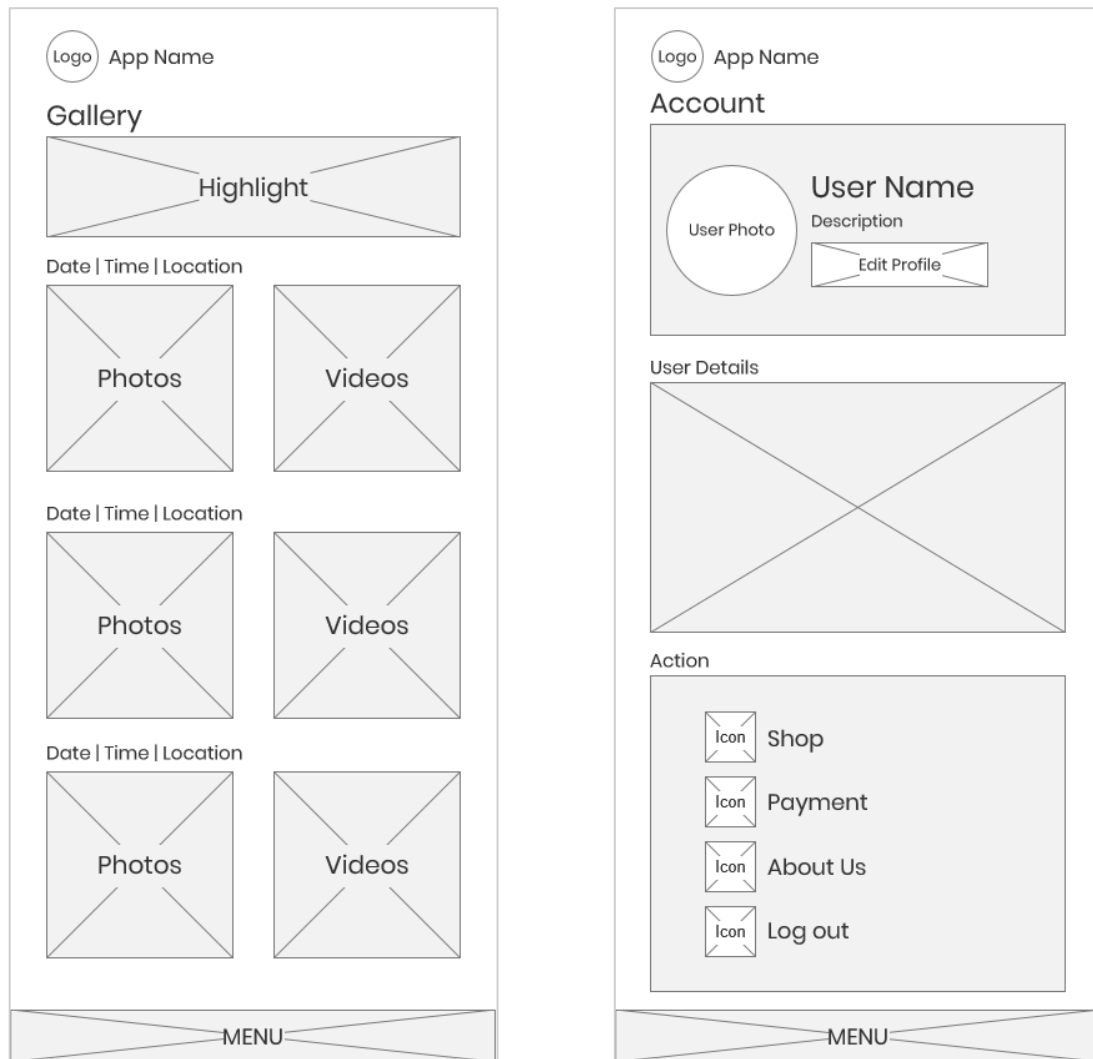 Logo App Name
Gallery
Highlight
Date | Time | Location
Photos Videos
Date | Time | Location
Photos Videos
Date | Time | Location
Photos Videos
MENU
Logo App Name
Account
User Photo
User Name
Description
Edit Profile
User Details
Action
Icon Shop
Icon Payment
Icon About Us
Icon Log out
MENU